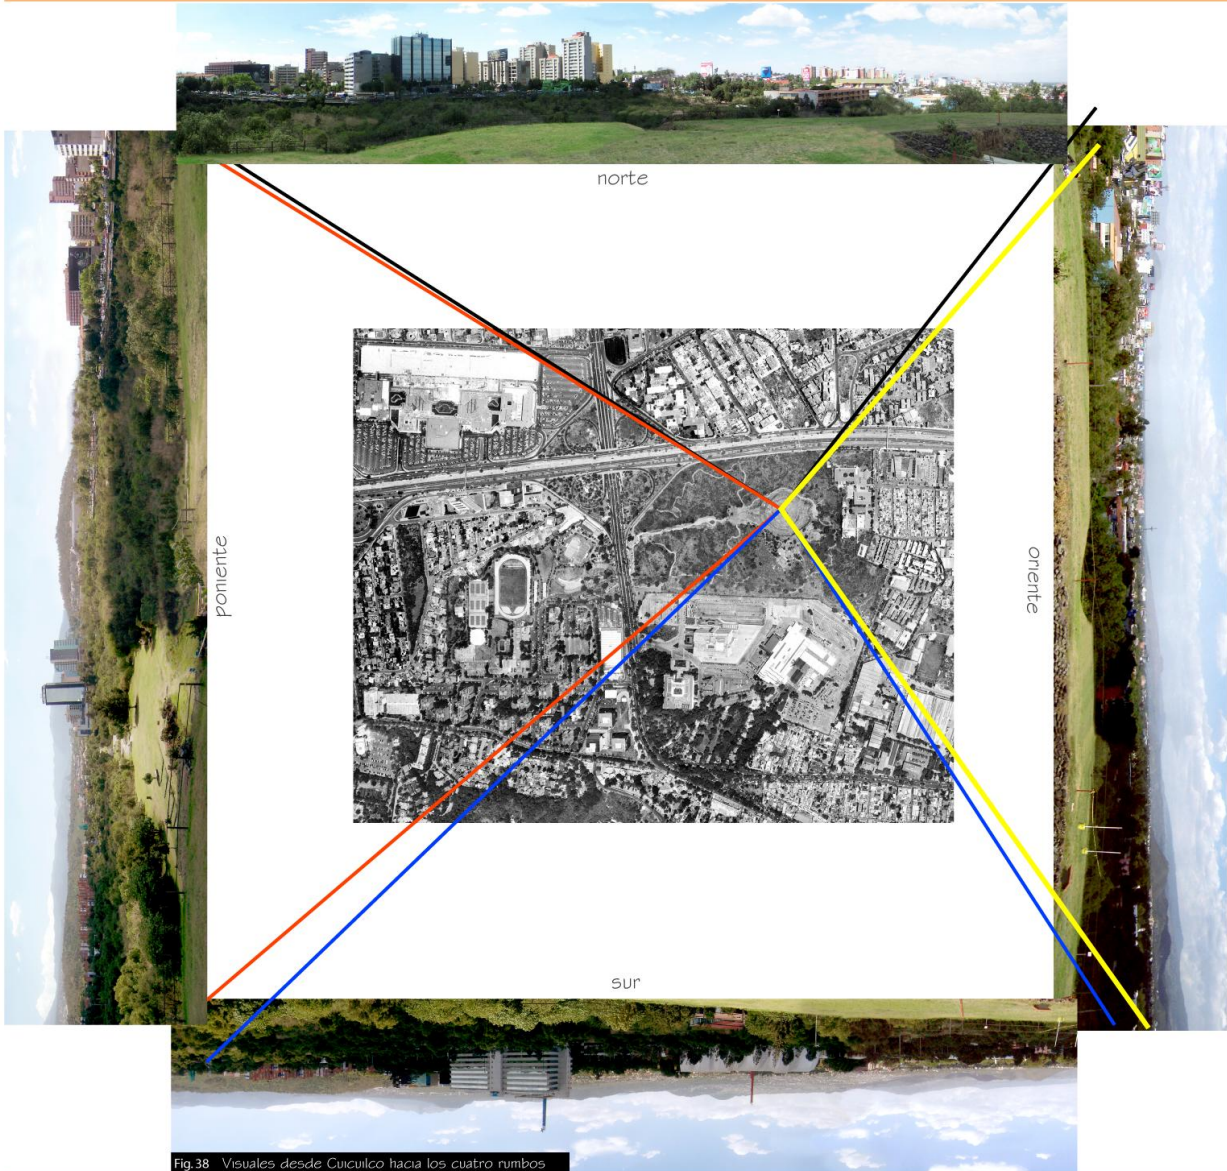 norte
poniente
oriente
sur
Fig. 38 Visuales desde Cuicuilco hacia los cuatro rumbos